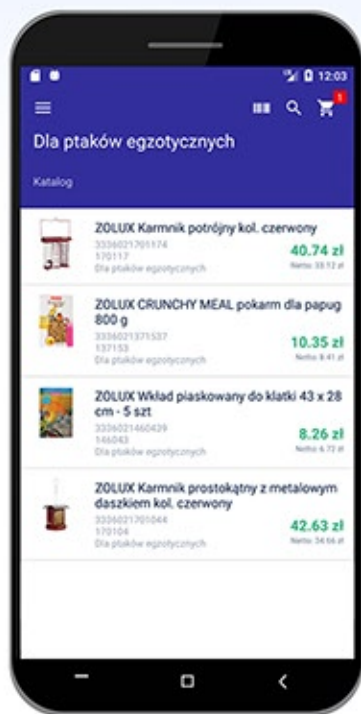 12:03
1
Dla ptaków egzotycznych
Katalog
ZOLUX Karmnik potrójny kol. czerwony
3336021701174
170117
Dla ptaków egzotycznych
40.74 zł
Netto: 33.12 zł
ZOLUX CRUNCHY MEAL pokarm dla papug
800 g
3336021371537
137153
Dla ptaków egzotycznych
10.35 zł
Netto: 8.41 zł
ZOLUX Wkład piaskowany do klatki 43 x 28
cm - 5 szt
3336021460439
146043
Dla ptaków egzotycznych
8.26 zł
Netto: 6.72 zł
ZOLUX Karmnik prostokątny z metalowym
daszkiem kol. czerwony
3336021701044
170104
Dla ptaków egzotycznych
42.63 zł
Netto: 34.66 zł